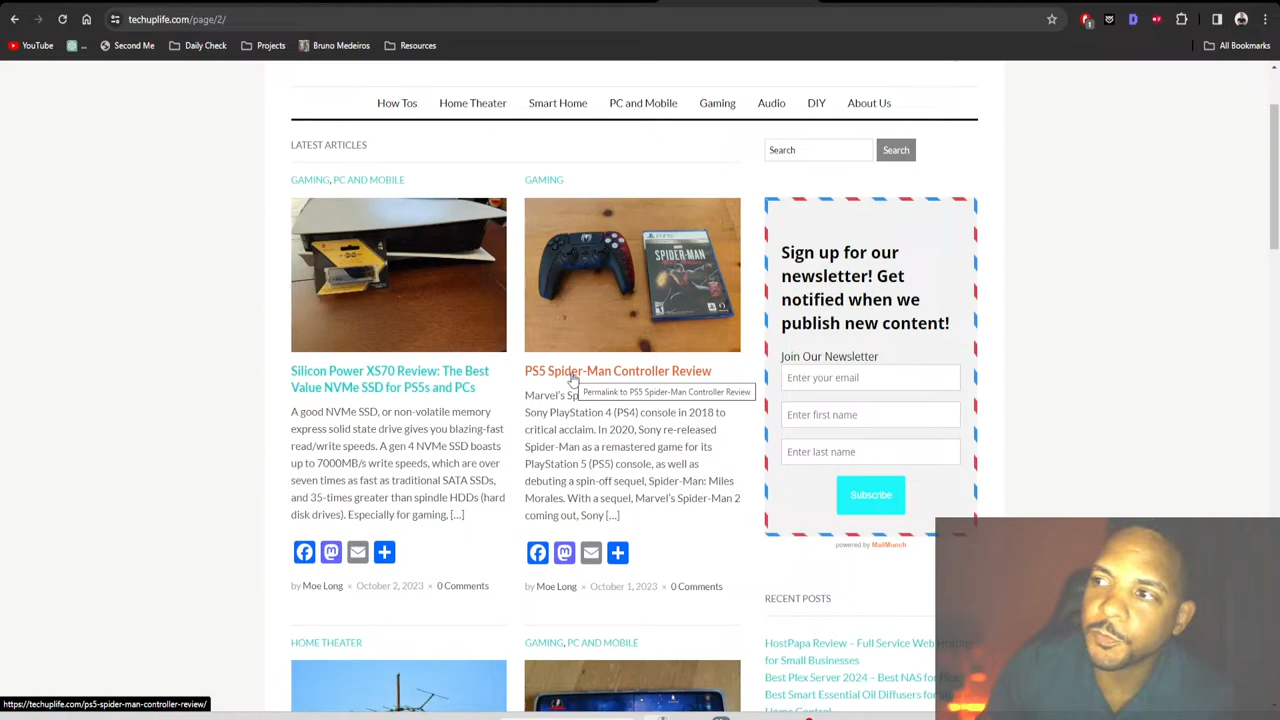 techuplife.com/page/2/
YouTube
...
Second Me
Daily Check
Projects
Bruno Medeiros
Resources
All Bookmarks
How Tos
Home Theater
Smart Home
PC and Mobile
Gaming
Audio
DIY
About Us
LATEST ARTICLES
GAMING, PC AND MOBILE
Silicon Power XS70 Review: The Best
Value NVMe SSD for PS5s and PCs
A good NVMe SSD, or non-volatile memory
express solid state drive gives you blazing-fast
read/write speeds. A gen 4 NVMe SSD boasts
up to 7000MB/s write speeds, which are over
seven times as fast as traditional SATA SSDs,
and 35-times greater than spindle HDDs (hard
disk drives). Especially for gaming, [...]
by Moe Long × October 2, 2023 × 0 Comments
GAMING
PS5
SPIDER-MAN
PS5 Spider-Man Controller Review
Permalink to PS5 Spider-Man Controller Review
Marvel's Sp
Sony PlayStation 4 (PS4) console in 2018 to
critical acclaim. In 2020, Sony re-released
Spider-Man as a remastered game for its
PlayStation 5 (PS5) console, as well as
debuting a spin-off sequel, Spider-Man: Miles
Morales. With a sequel, Marvel's Spider-Man 2
coming out, Sony [...]
by Moe Long × October 1, 2023 × 0 Comments
Search
Search
Sign up for our
newsletter! Get
notified when we
publish new content!
Join Our Newsletter
Enter your email
Enter first name
Enter last name
Subscribe
powered by MailMunch
RECENT POSTS
HostPapa Review – Full Service Web Hosting
for Small Businesses
Best Plex Server 2024 – Best NAS for Plex
Best Smart Essential Oil Diffusers for
Home Control
HOME THEATER
GAMING, PC AND MOBILE
https://techuplife.com/ps5-spider-man-controller-review/